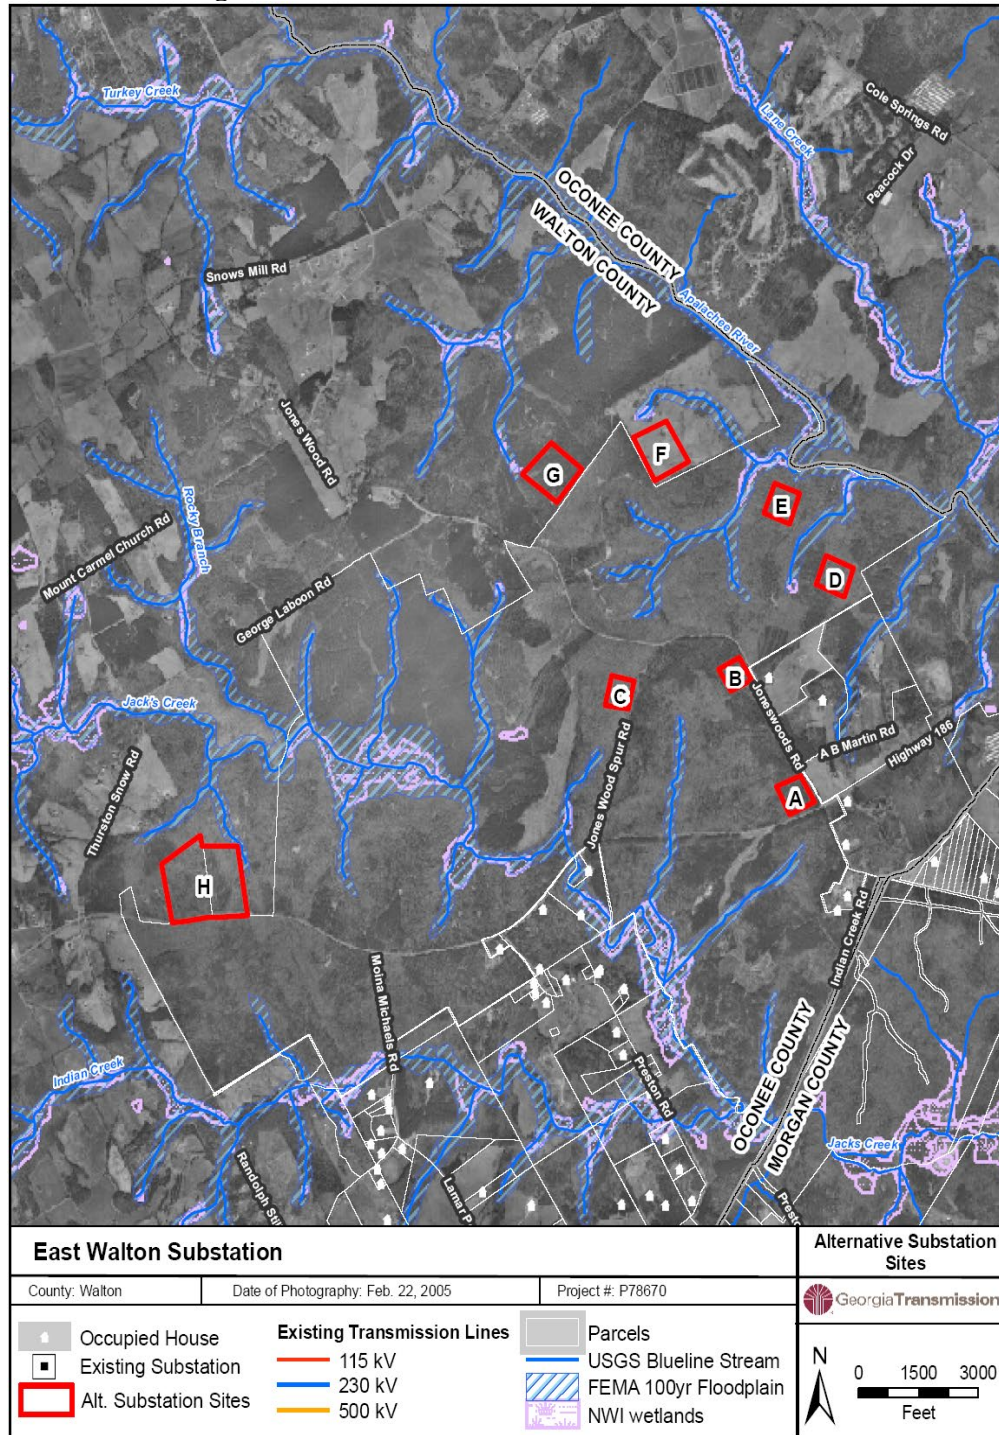 Turkey Creek
Lane Creek
Cole Springs Rd
Peacock Dr
OCONEE COUNTY
WALTON COUNTY
Snows Mill Rd
Apalachee River
Jones Wood Rd
G
F
E
Rocky Branch
Mount Carmel Church Rd
D
George Laboon Rd
B
C
Joneswoods Rd
Jack's Creek
A B Martin Rd
Highway 186
Thurston Snow Rd
Jones Wood Spur Rd
A
H
Indian Creek Rd
Moina Michaels Rd
OCONEE COUNTY
MORGAN COUNTY
Indian Creek
Preston Rd
Jacks Creek
Randolph
Lamar
East Walton Substation
Alternative Substation
Sites
County: Walton
Date of Photography: Feb. 22, 2005
Project #: P78670
GeorgiaTransmission
Occupied House
Existing Substation
Alt. Substation Sites
Existing Transmission Lines
115 kV
230 kV
500 kV
Parcels
USGS Blueline Stream
FEMA 100yr Floodplain
NWI wetlands
N
0 1500 3000
Feet